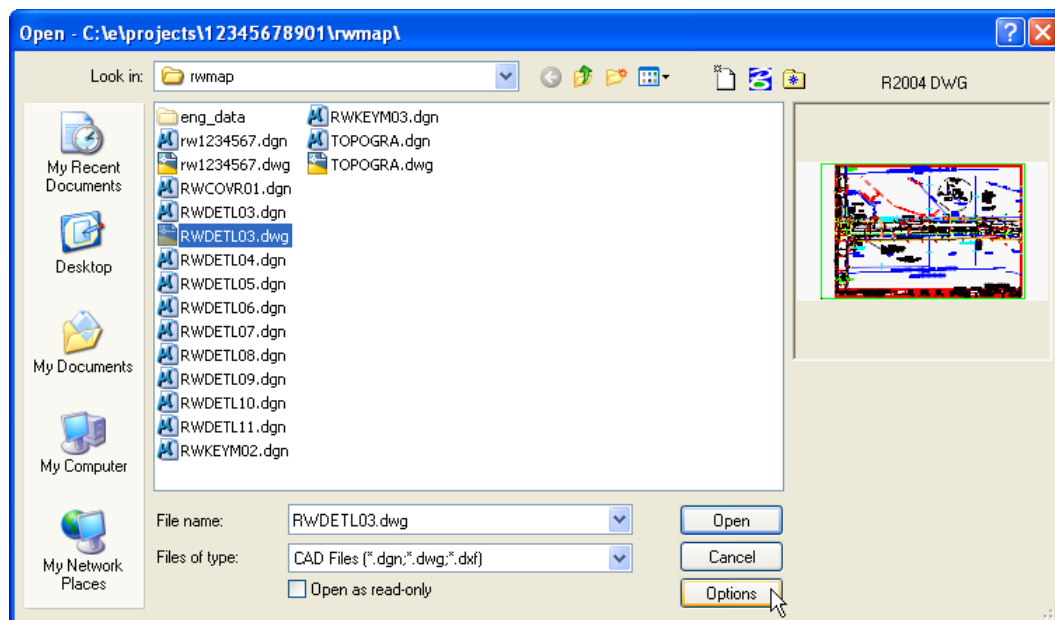 Open - C:\e\projects\12345678901\rwmap\
Look in:
rwmap
R2004 DWG
My Recent
Documents
Desktop
My Documents
My Computer
My Network
Places
eng_data
rw1234567.dgn
rw1234567.dwg
RWCOVR01.dgn
RWDETL03.dgn
RWDETL03.dwg
RWDETL04.dgn
RWDETL05.dgn
RWDETL06.dgn
RWDETL07.dgn
RWDETL08.dgn
RWDETL09.dgn
RWDETL10.dgn
RWDETL11.dgn
RWKEYM02.dgn
RWKEYM03.dgn
TOPOGRA.dgn
TOPOGRA.dwg
File name:
RWDETL03.dwg
Open
Files of type:
CAD Files (*.dgn;*.dwg;*.dxf)
Cancel
Open as read-only
Options